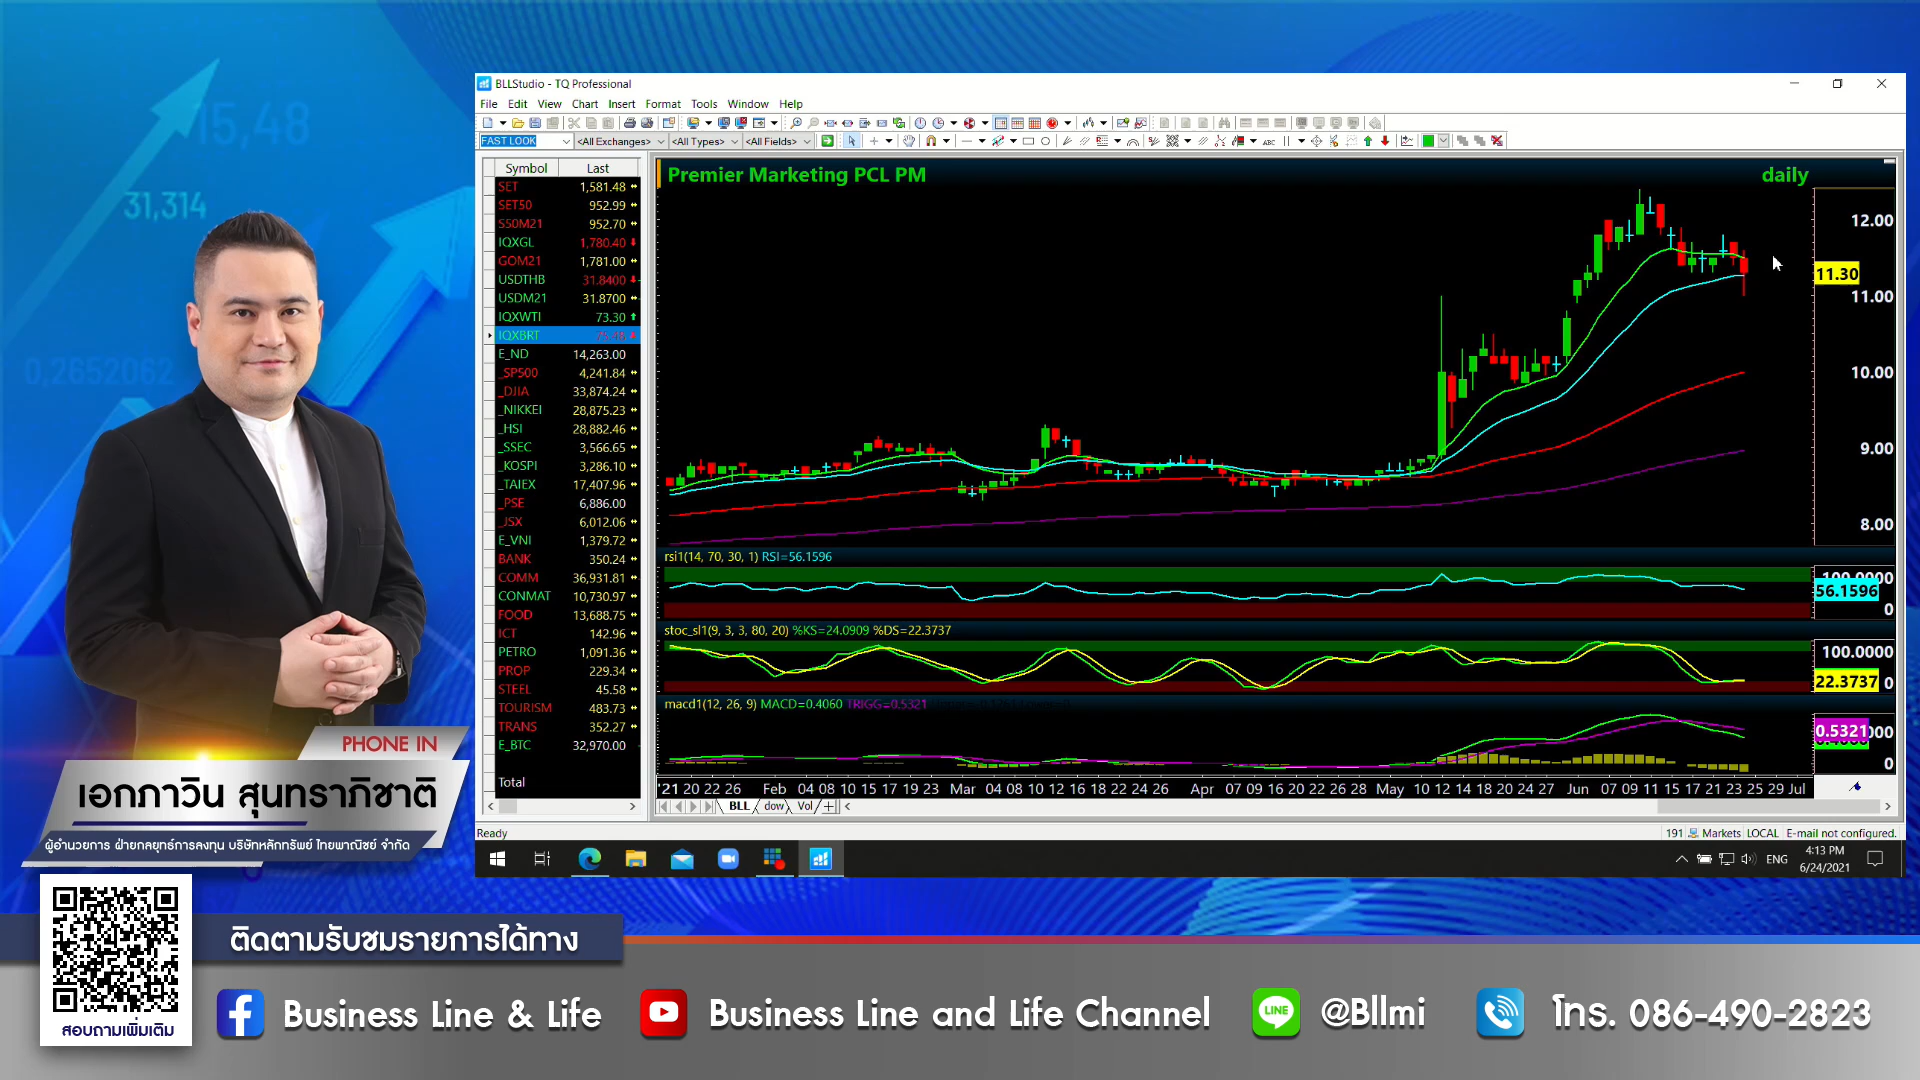 15,48
31,314
0,2652062
BLLStudio - TQ Professional
File Edit View Chart Insert Format Tools Window Help
FAST LOOK <All Exchanges> <All Types> <All Fields>
Symbol Last
SET 1,581.48
SET50 952.99
S50M21 952.70
IQXGL 1,780.40
GOM21 1,781.00
USDTHB 31.8400
USDM21 31.8700
IQXWTI 73.30
IQXBRT
E_ND 14,263.00
_SP500 4,241.84
_DJIA 33,874.24
_NIKKEI 28,875.23
_HSI 28,882.46
_SSEC 3,566.65
_KOSPI 3,286.10
_TAIEX 17,407.96
_PSE 6,886.00
_JSX 6,012.06
E_VNI 1,379.72
BANK 350.24
COMM 36,931.81
CONMAT 10,730.97
FOOD 13,688.75
ICT 142.96
PETRO 1,091.36
PROP 229.34
STEEL 45.58
TOURISM 483.73
TRANS 352.27
E_BTC 32,970.00
Total
Premier Marketing PCL PM daily
12.00
11.30
11.00
10.00
9.00
8.00
rsi1(14, 70, 30, 1) RSI=56.1596
100.0000
56.1596
0
stoc_sl1(9, 3, 3, 80, 20) %KS=24.0909 %DS=22.3737
100.0000
22.3737 0
macd1(12, 26, 9) MACD=0.4060 TRIGG=0.5321
0.5321
0
'21 20 22 26 Feb 04 08 10 15 17 19 23 Mar 04 08 10 15 18 22 24 26 Apr 07 09 16 20 22 26 28 May 10 12 14 18 20 24 27 Jun 07 09 11 15 17 21 23 25 29 Jul
BLL dow Vol
Ready 191 Markets LOCAL E-mail not configured.
ENG 4:13 PM
6/24/2021
PHONE IN
เอกภาวิน สุนทราภิชาติ
ผู้อำนวยการ ฝ่ายกลยุทธ์การลงทุน บริษัทหลักทรัพย์ ไทยพาณิชย์ จำกัด
ติดตามรับชมรายการได้ทาง
สอบถามเพิ่มเติม
Business Line & Life Business Line and Life Channel LINE @Bllmi โทร. 086-490-2823